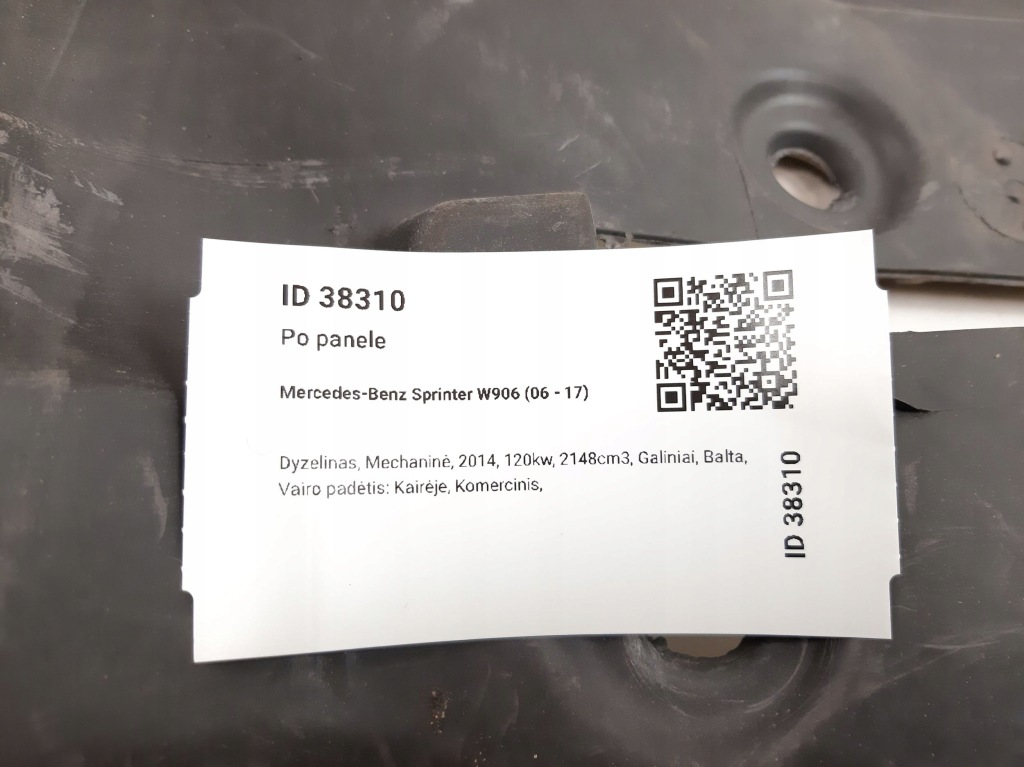 ID 38310
Po panele
Mercedes-Benz Sprinter W906 (06 - 17)
Dyzelinas, Mechaninė, 2014, 120kw, 2148cm3, Galiniai, Balta,
Vairo padėtis: Kairėje, Komercinis,
ID 38310